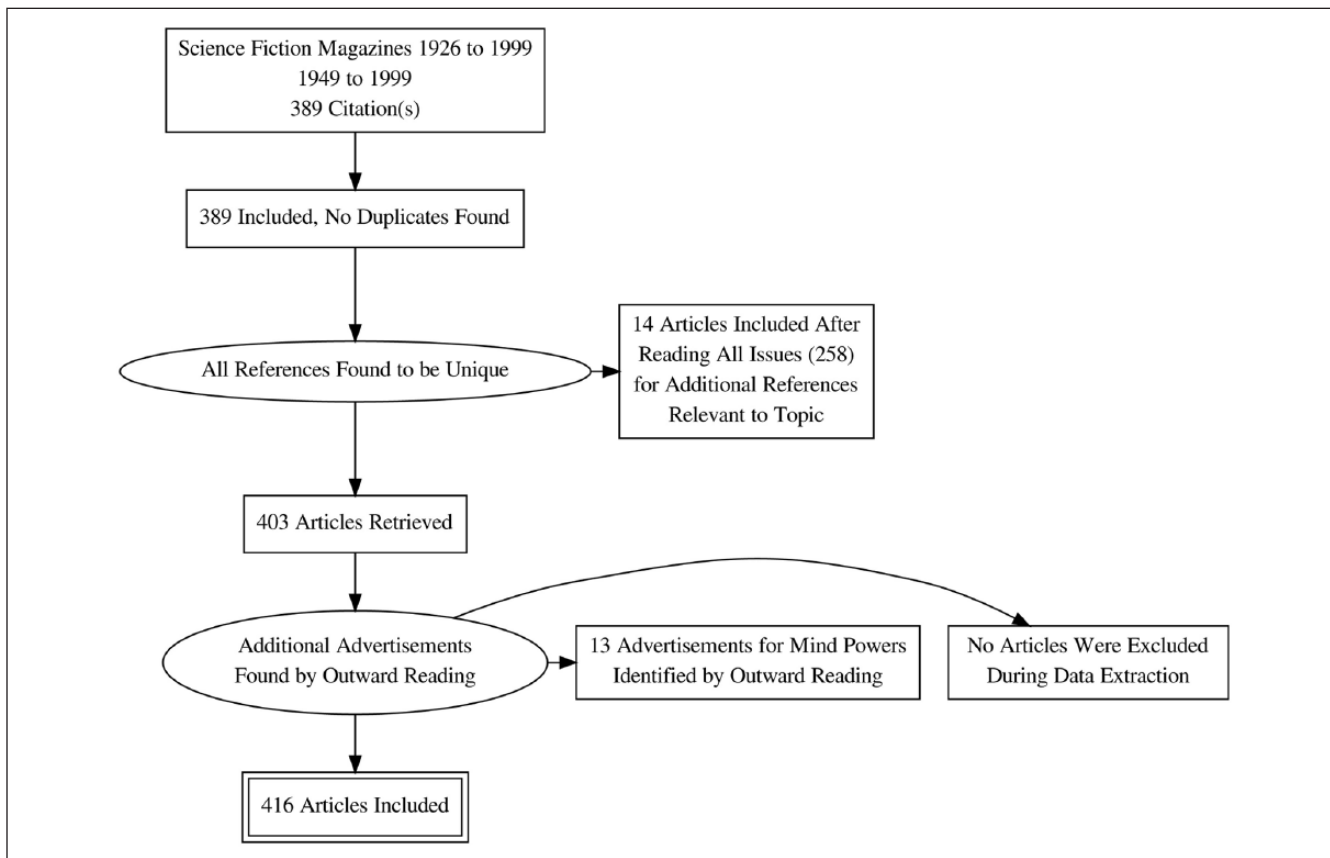 Science Fiction Magazines 1926 to 1999
1949 to 1999
389 Citation(s)
389 Included, No Duplicates Found
All References Found to be Unique
14 Articles Included After
Reading All Issues (258)
for Additional References
Relevant to Topic
403 Articles Retrieved
Additional Advertisements
Found by Outward Reading
13 Advertisements for Mind Powers
Identified by Outward Reading
No Articles Were Excluded
During Data Extraction
416 Articles Included